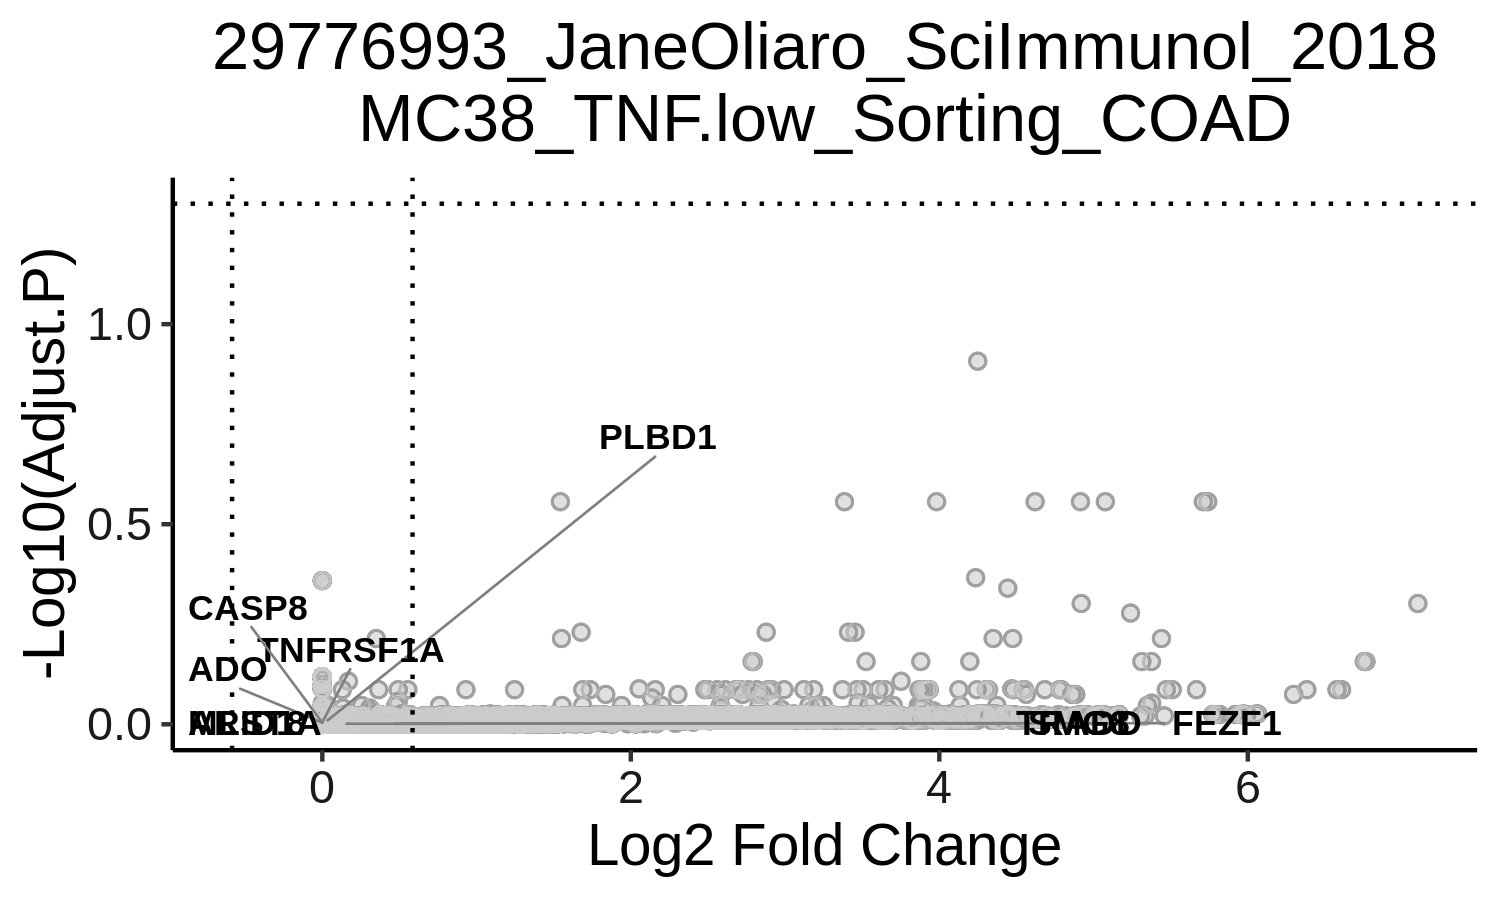 29776993_JaneOliaro_SciImmunol_2018
MC38_TNF.low_Sorting_COAD
-Log10(Adjust.P)
1.0
0.5
0.0
PLBD1
CASP8
TNFRSF1A
ADO
FEZF1
0
2
4
6
Log2 Fold Change